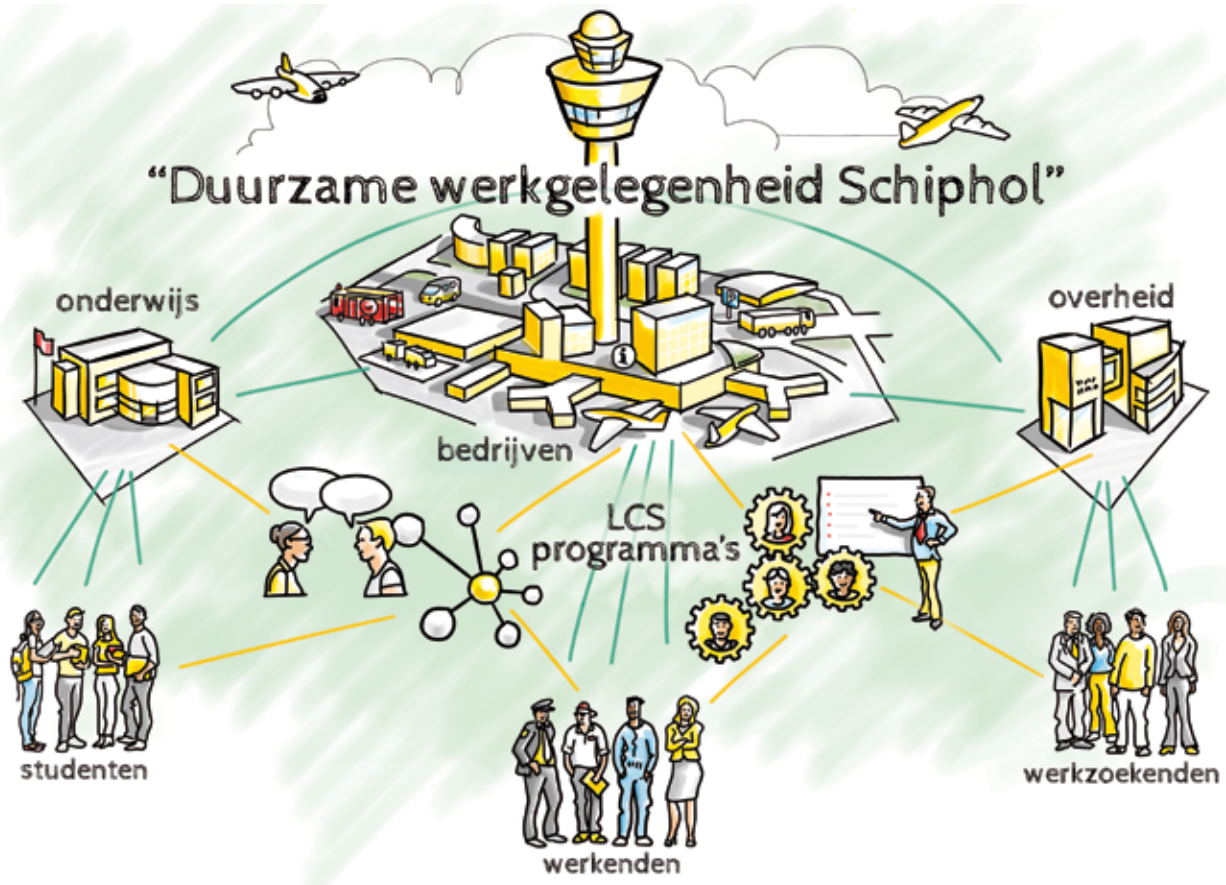 “Duurzame werkgelegenheid Schiphol”
onderwijs
overheid
bedrijven
LCS
programma's
studenten
werkenden
werkzoekenden
i
P